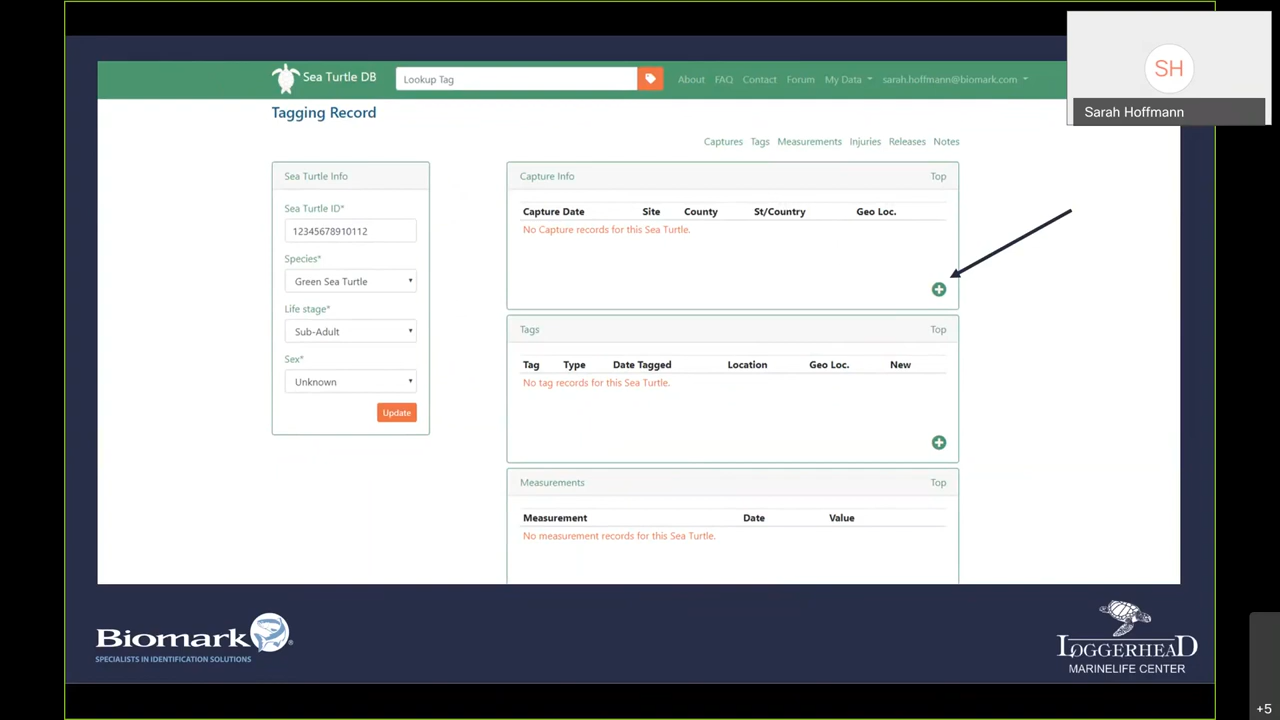 Sea Turtle DB
Lookup Tag
About FAQ Contact Forum My Data sarah.hoffmann@biomark.com
SH
Sarah Hoffmann
Tagging Record
Captures Tags Measurements Injuries Releases Notes
Sea Turtle Info
Sea Turtle ID*
12345678910112
Species*
Green Sea Turtle
Life stage*
Sub-Adult
Sex*
Unknown
Update
Capture Info Top
Capture Date Site County St/Country Geo Loc.
No Capture records for this Sea Turtle.
Tags Top
Tag Type Date Tagged Location Geo Loc. New
No tag records for this Sea Turtle.
Measurements Top
Measurement Date Value
No measurement records for this Sea Turtle.
Biomark
SPECIALISTS IN IDENTIFICATION SOLUTIONS
LOGGERHEAD
MARINELIFE CENTER
+5